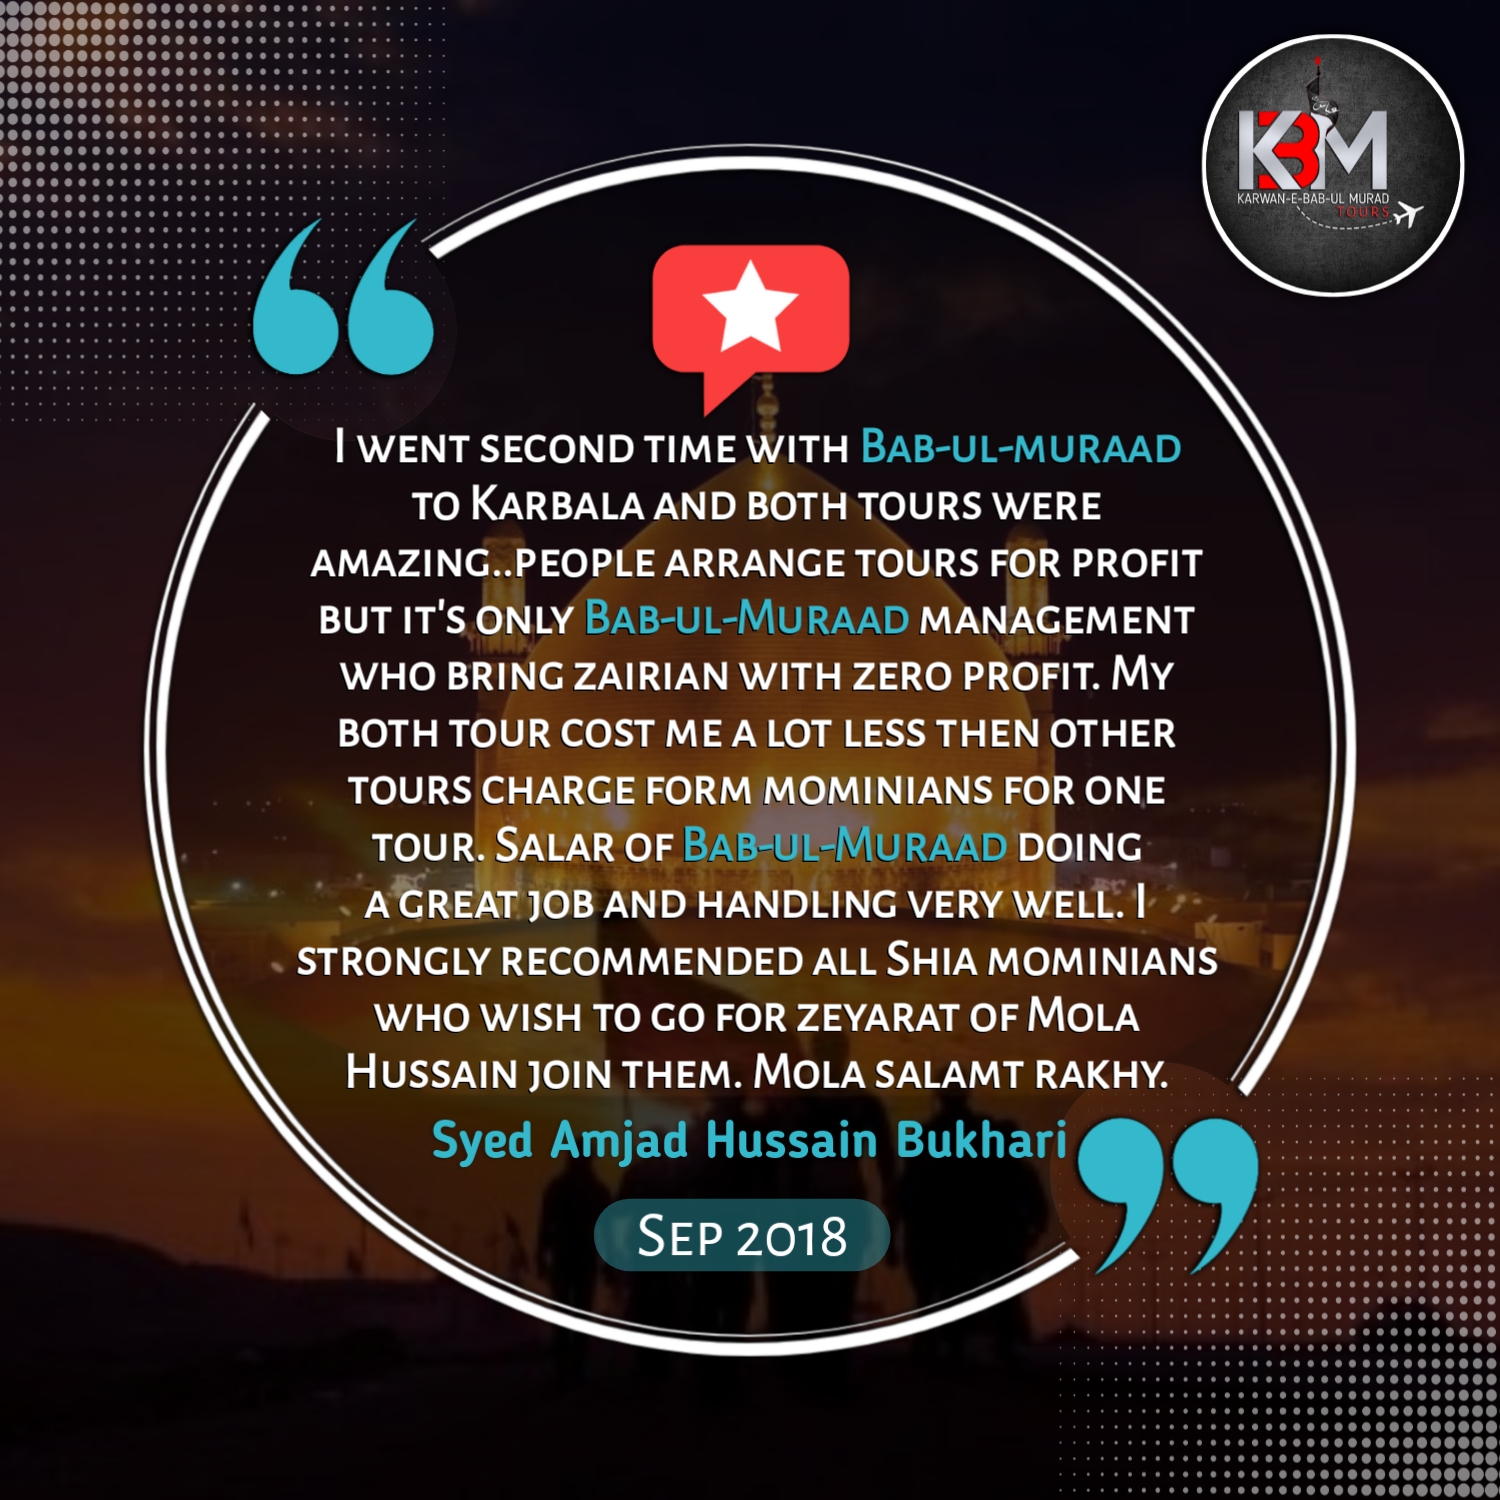 KBM
KARWAN-E-BAB-UL MURAD
TOURS
I went second time with Bab-ul-muraad
to Karbala and both tours were
amazing..people arrange tours for profit
but it's only Bab-ul-Muraad management
who bring zairian with zero profit. My
both tour cost me a lot less then other
tours charge form mominians for one
tour. Salar of Bab-ul-Muraad doing
a great job and handling very well. I
strongly recommended all Shia mominians
who wish to go for zeyarat of Mola
Hussain join them. Mola salamt rakhy.
Syed Amjad Hussain Bukhari
Sep 2018